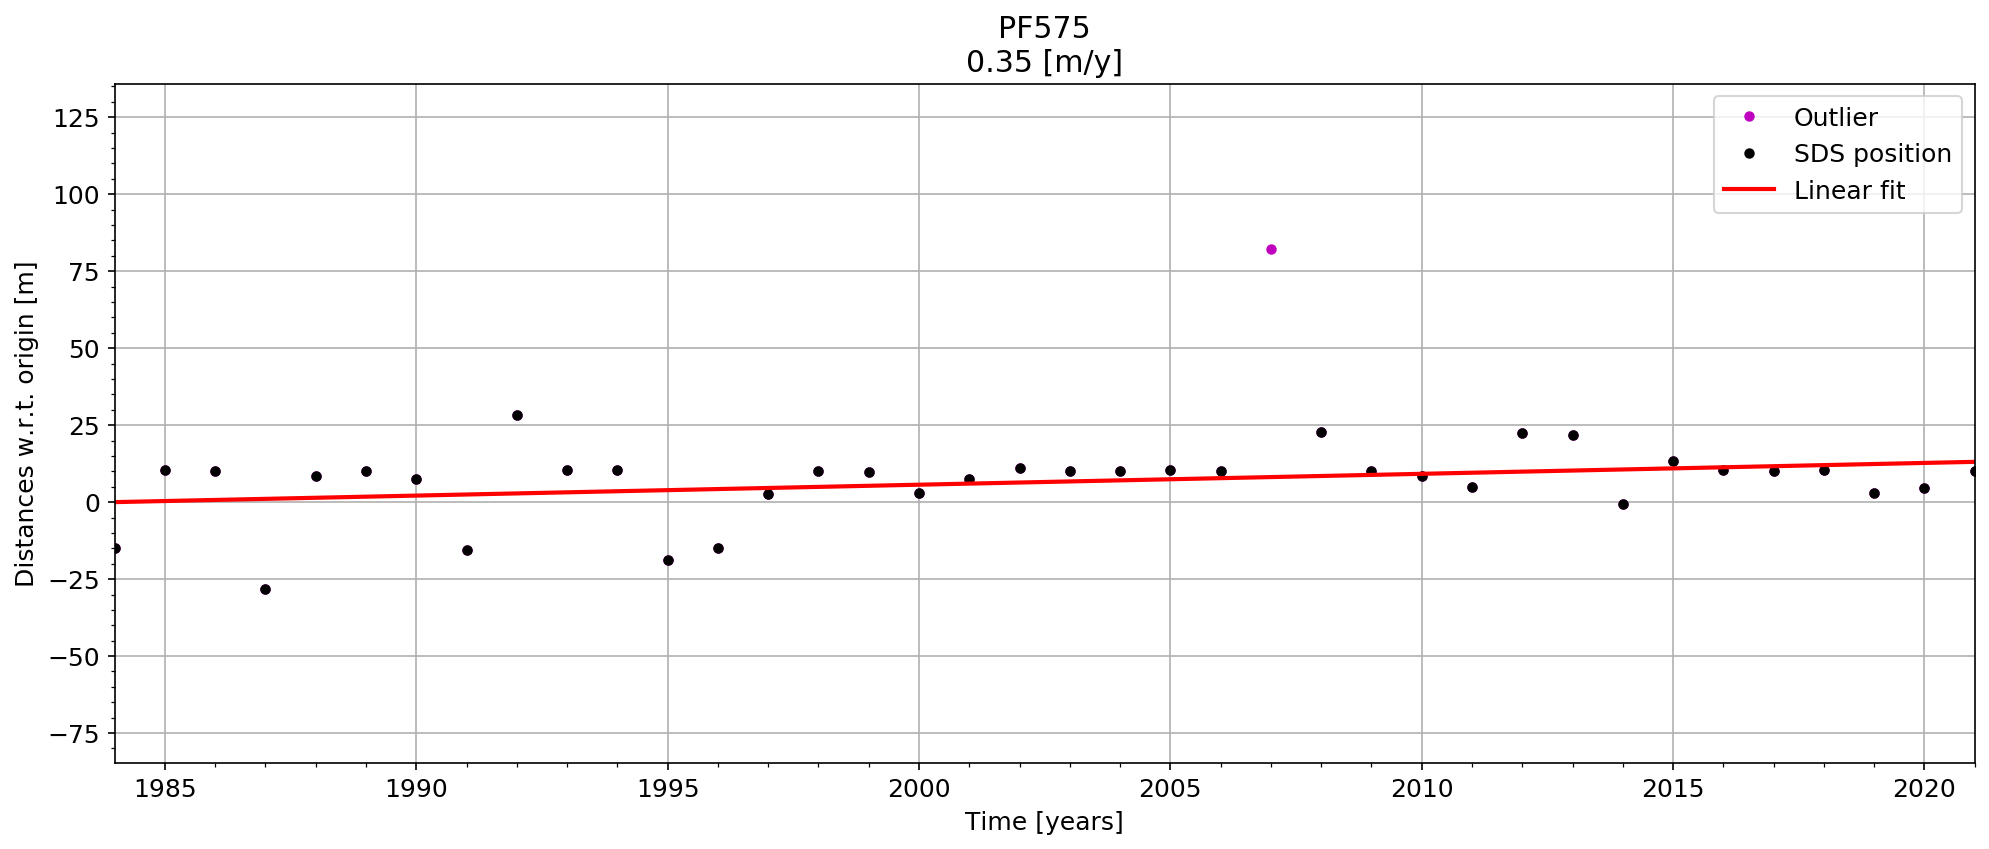 PF575
0.35 [m/y]
Outlier
SDS position
Linear fit
Distances w.r.t. origin [m]
125
100
75
50
25
0
−25
−50
−75
1985
1990
1995
2000
2005
2010
2015
2020
Time [years]